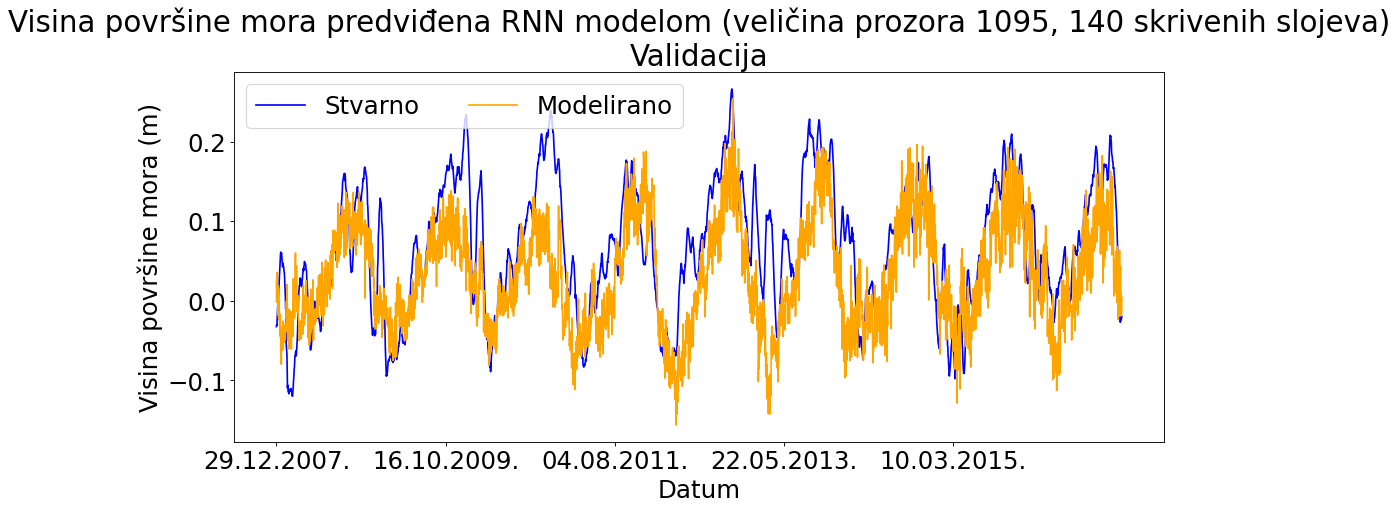 Visina površine mora predviđena RNN modelom (veličina prozora 1095, 140 skrivenih slojeva)
Validacija
Stvarno Modelirano
Visina površine mora (m)
0.2
0.1
0.0
−0.1
29.12.2007. 16.10.2009. 04.08.2011. 22.05.2013. 10.03.2015.
Datum